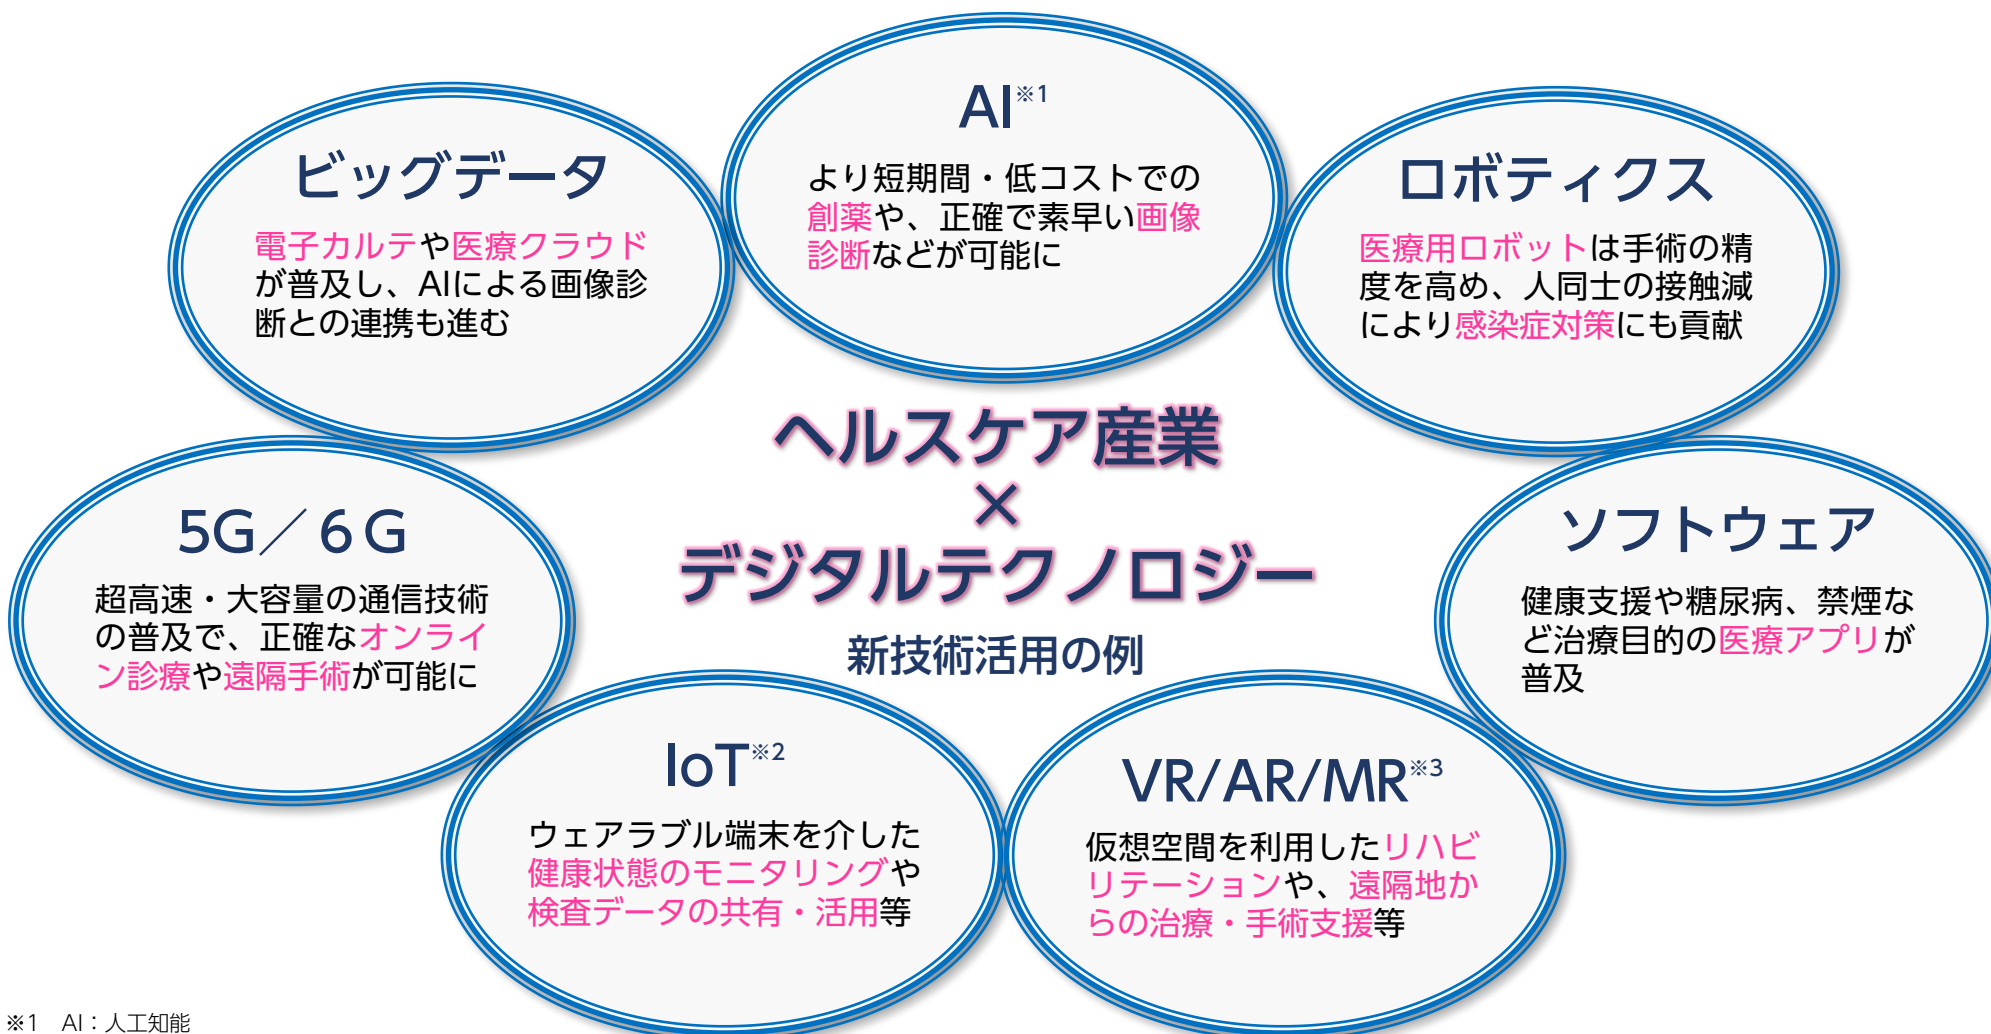 AI※1
より短期間・低コストでの
創薬や、正確で素早い画像
診断などが可能に
ビッグデータ
電子カルテや医療クラウド
が普及し、AIによる画像診
断との連携も進む
ロボティクス
医療用ロボットは手術の精
度を高め、人同士の接触減
により感染症対策にも貢献
ヘルスケア産業
×
デジタルテクノロジー
新技術活用の例
5G／６G
超高速・大容量の通信技術
の普及で、正確なオンライ
ン診療や遠隔手術が可能に
ソフトウェア
健康支援や糖尿病、禁煙な
ど治療目的の医療アプリが
普及
IoT※2
ウェアラブル端末を介した
健康状態のモニタリングや
検査データの共有・活用等
VR/AR/MR※3
仮想空間を利用したリハビ
リテーションや、遠隔地か
らの治療・手術支援等
※1　AI：人工知能